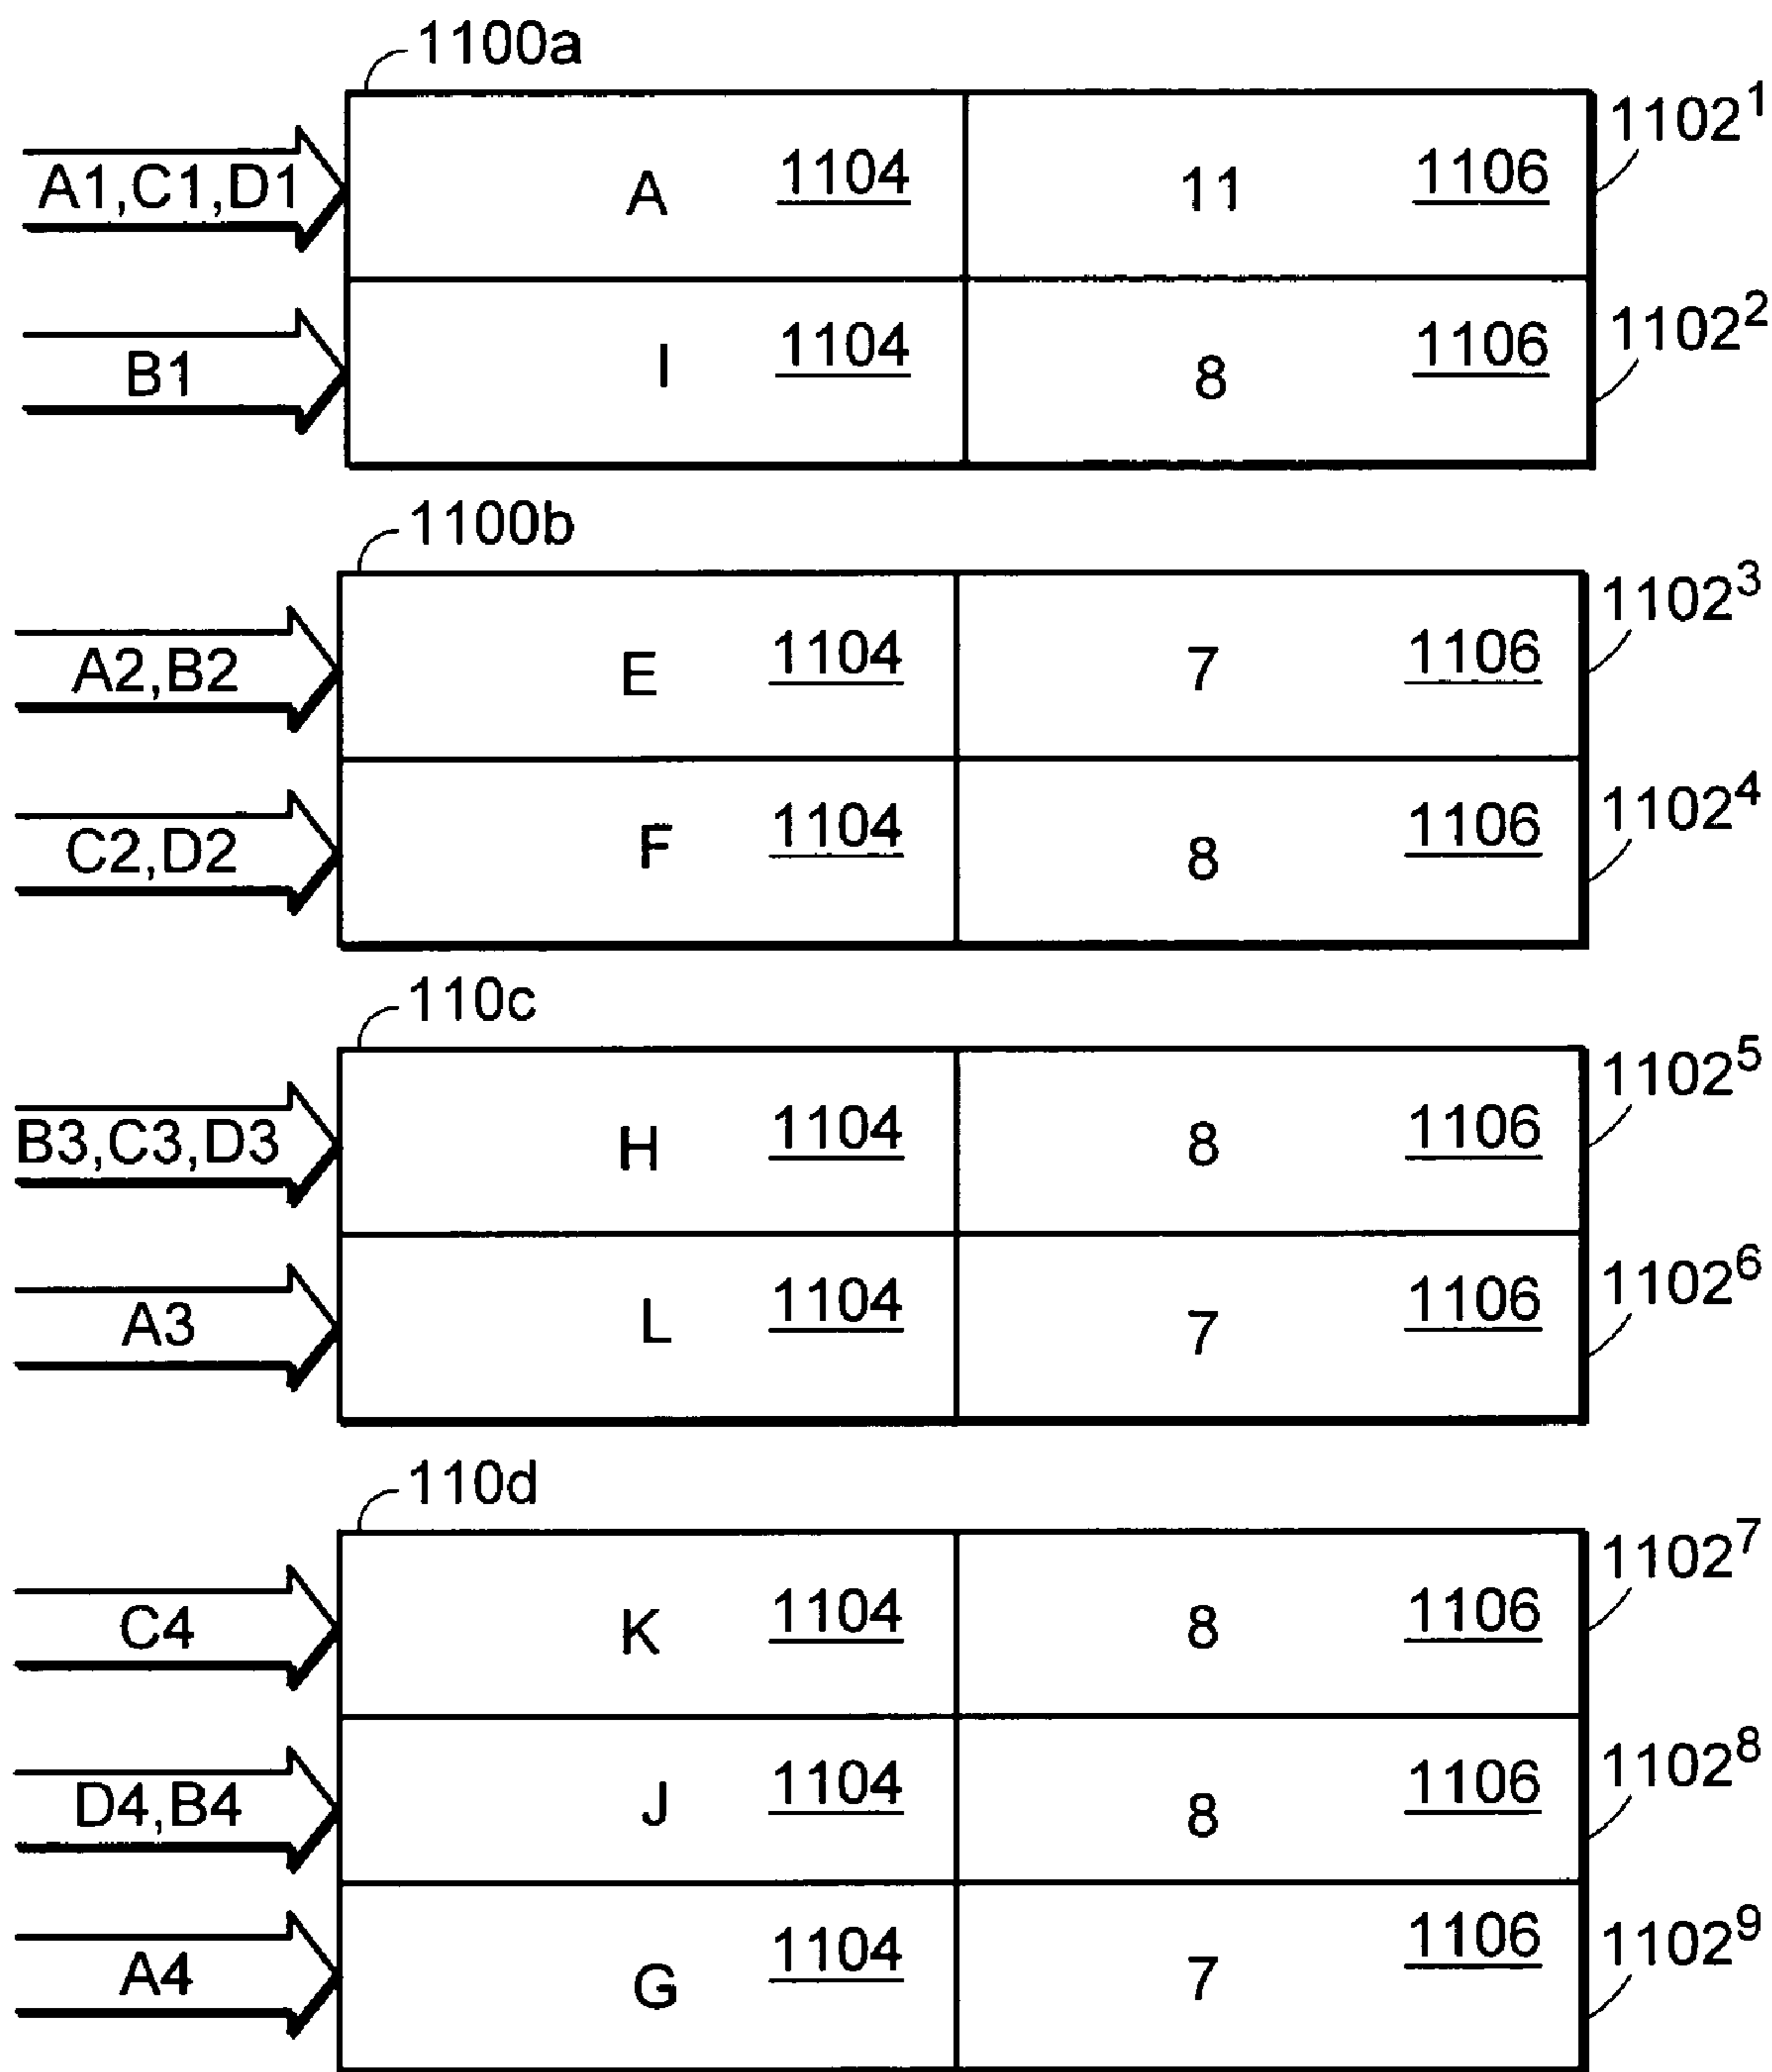 1100a
A1,C1,D1 A 1104 11 1106 1102¹
B1 I 1104 8 1106 1102²
1100b
A2,B2 E 1104 7 1106 1102³
C2,D2 F 1104 8 1106 1102⁴
110c
B3,C3,D3 H 1104 8 1106 1102⁵
A3 L 1104 7 1106 1102⁶
110d
C4 K 1104 8 1106 1102⁷
D4,B4 J 1104 8 1106 1102⁸
A4 G 1104 7 1106 1102⁹